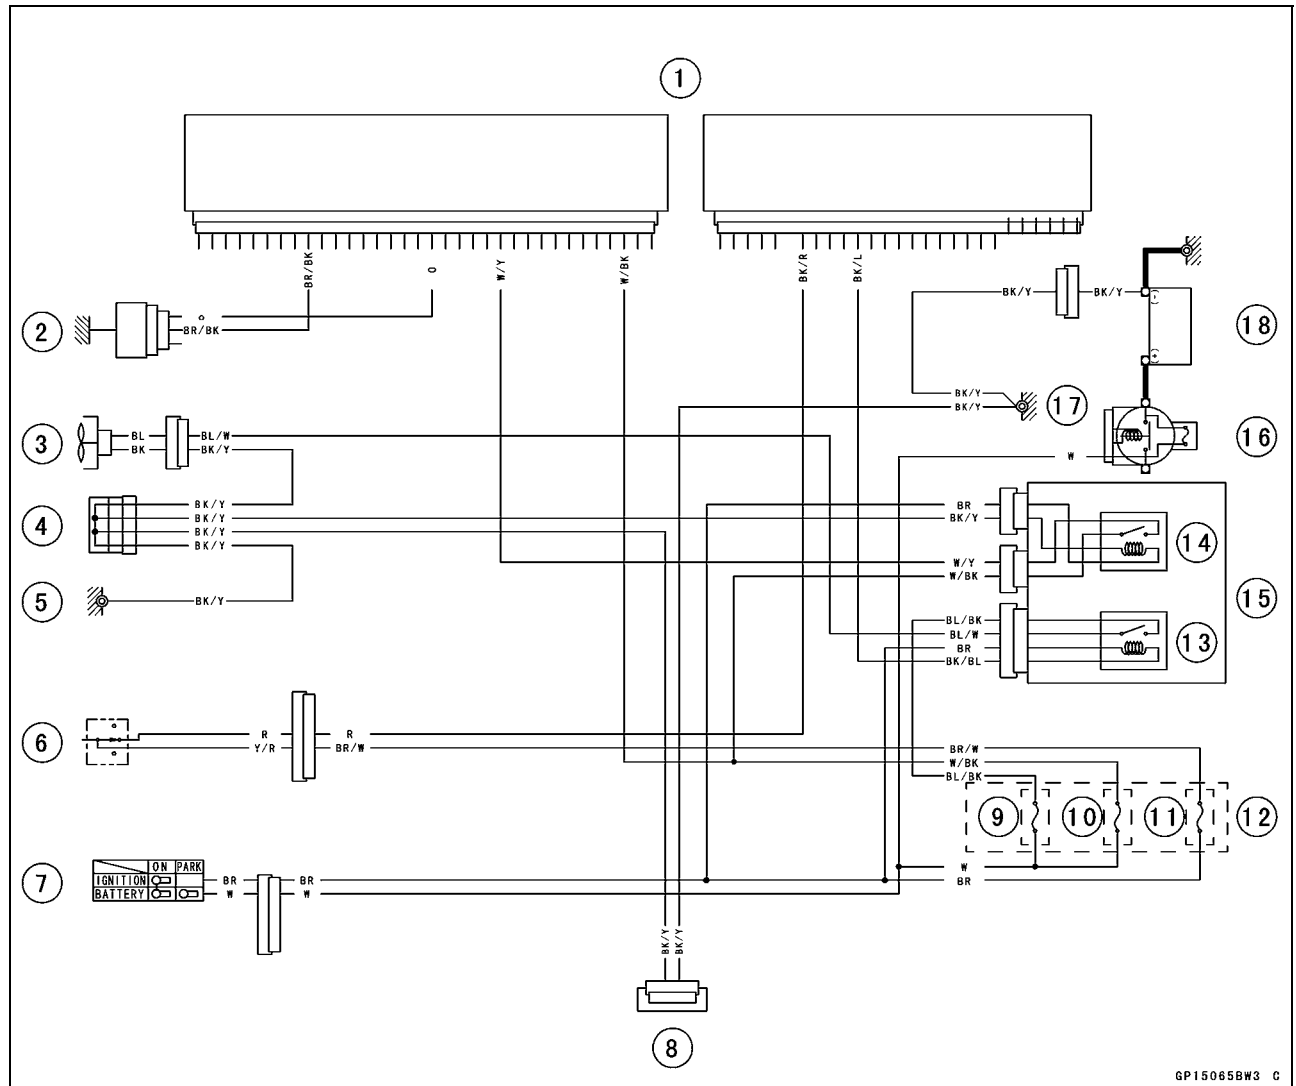 1
BR/BK
O
W/Y
W/BK
BK/R
BK/L
BK/Y
BK/Y
(-)
18
(+)
2
O
BR/BK
BK/Y
BK/Y
17
3
BL
BL/W
BK
BK/Y
W
16
4
BK/Y
BK/Y
BK/Y
BK/Y
BR
BK/Y
14
W/Y
W/BK
15
5
BK/Y
BL/BK
BL/W
BR
BK/BL
13
6
R
R
Y/R
BR/W
BR/W
W/BK
BL/BK
9
10
11
12
7
ON PARK
IGNITION
BATTERY
BR
BR
W
W
W
BR
BK/Y
BK/Y
8
GP15065BW3 C